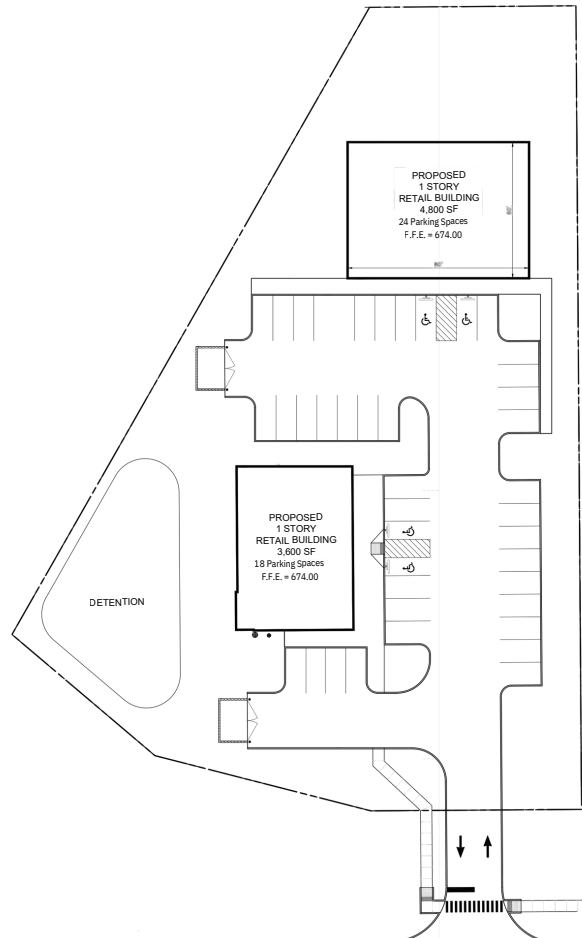 PROPOSED
1 STORY
RETAIL BUILDING
4,800 SF
24 Parking Spaces
F.F.E. = 674.00
PROPOSED
1 STORY
RETAIL BUILDING
3,600 SF
18 Parking Spaces
F.F.E. = 674.00
DETENTION